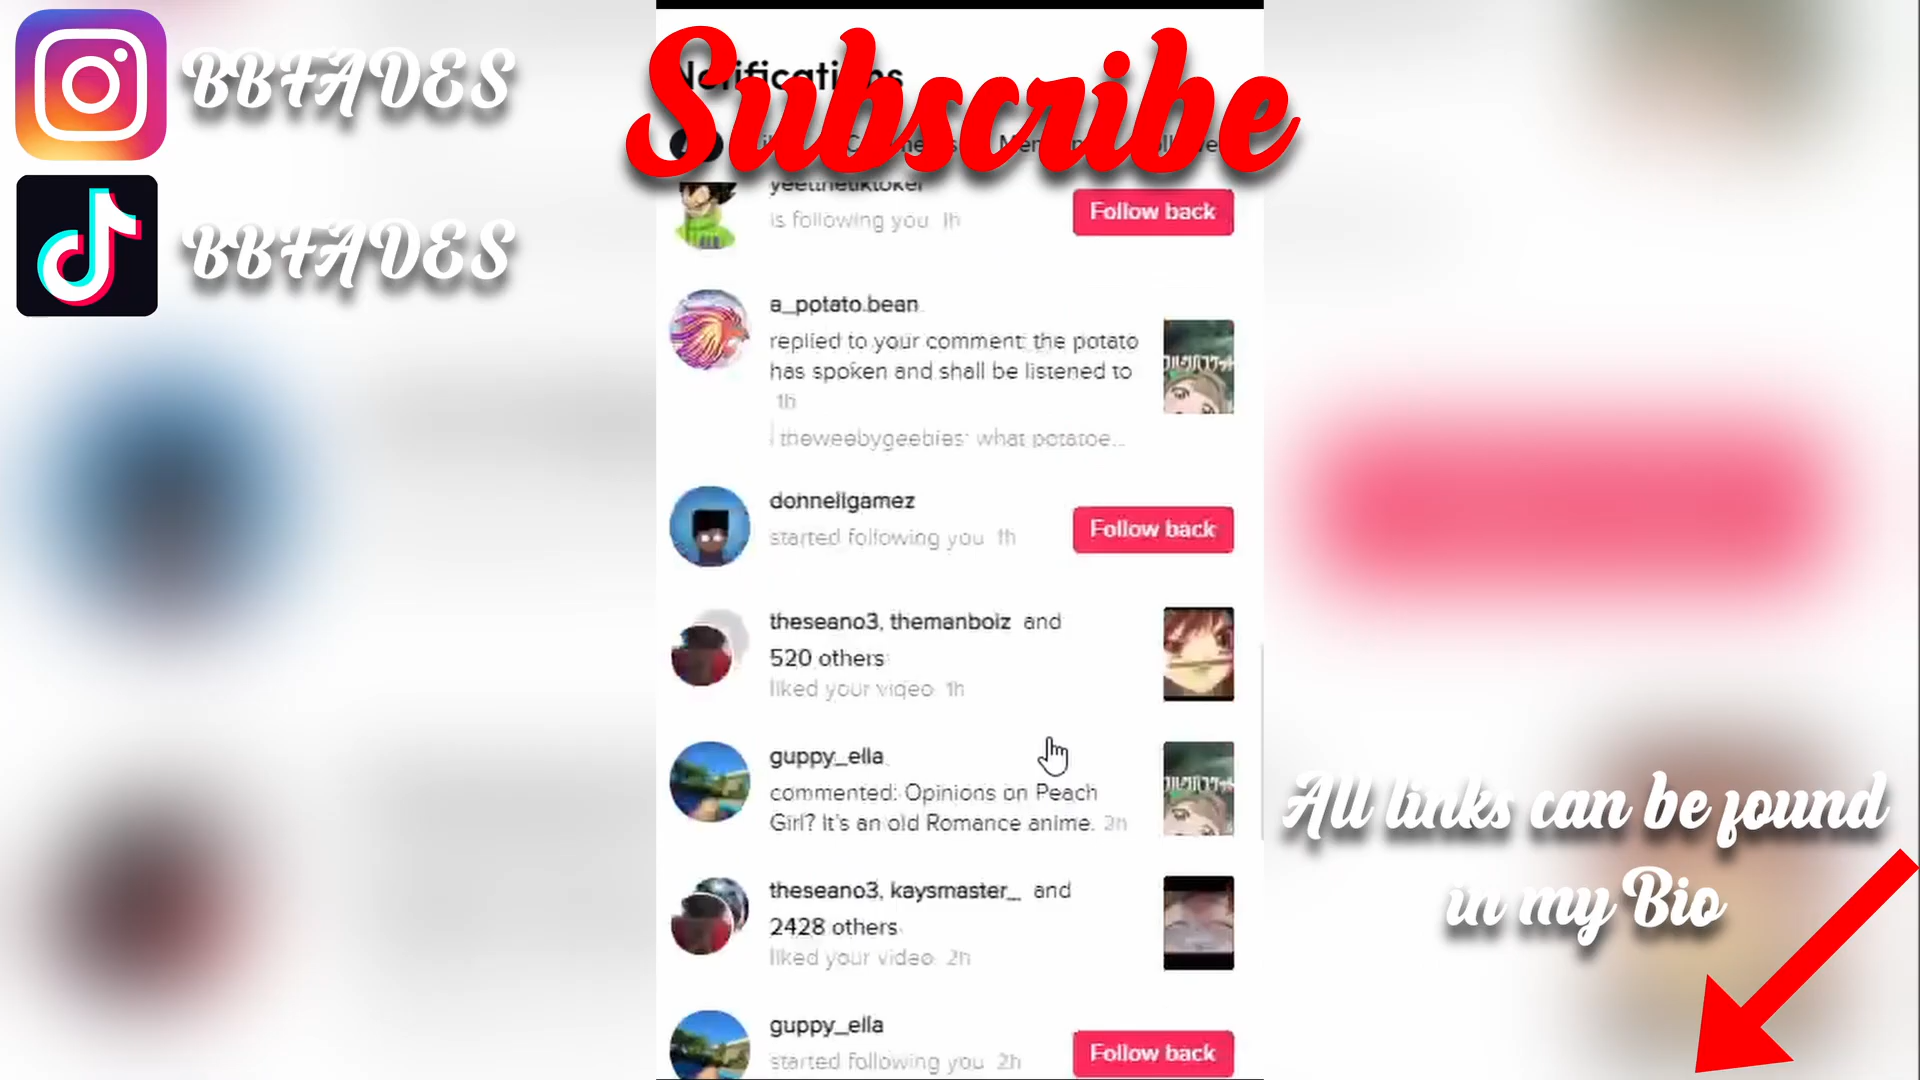 BBFADES
BBFADES
Subscribe
Notifications
yeetthetiktoker
is following you 1h
Follow back
a_potato.bean
replied to your comment: the potato
has spoken and shall be listened to
1h
theweebygeebies: what potatoe...
donnellgamez
started following you 1h
Follow back
theseano3, themanboiz and
520 others
liked your video 1h
guppy_ella
commented: Opinions on Peach
Girl? It's an old Romance anime. 2h
theseano3, kaysmaster_ and
2428 others
liked your video 2h
guppy_ella
started following you 2h
Follow back
All links can be found
in my Bio